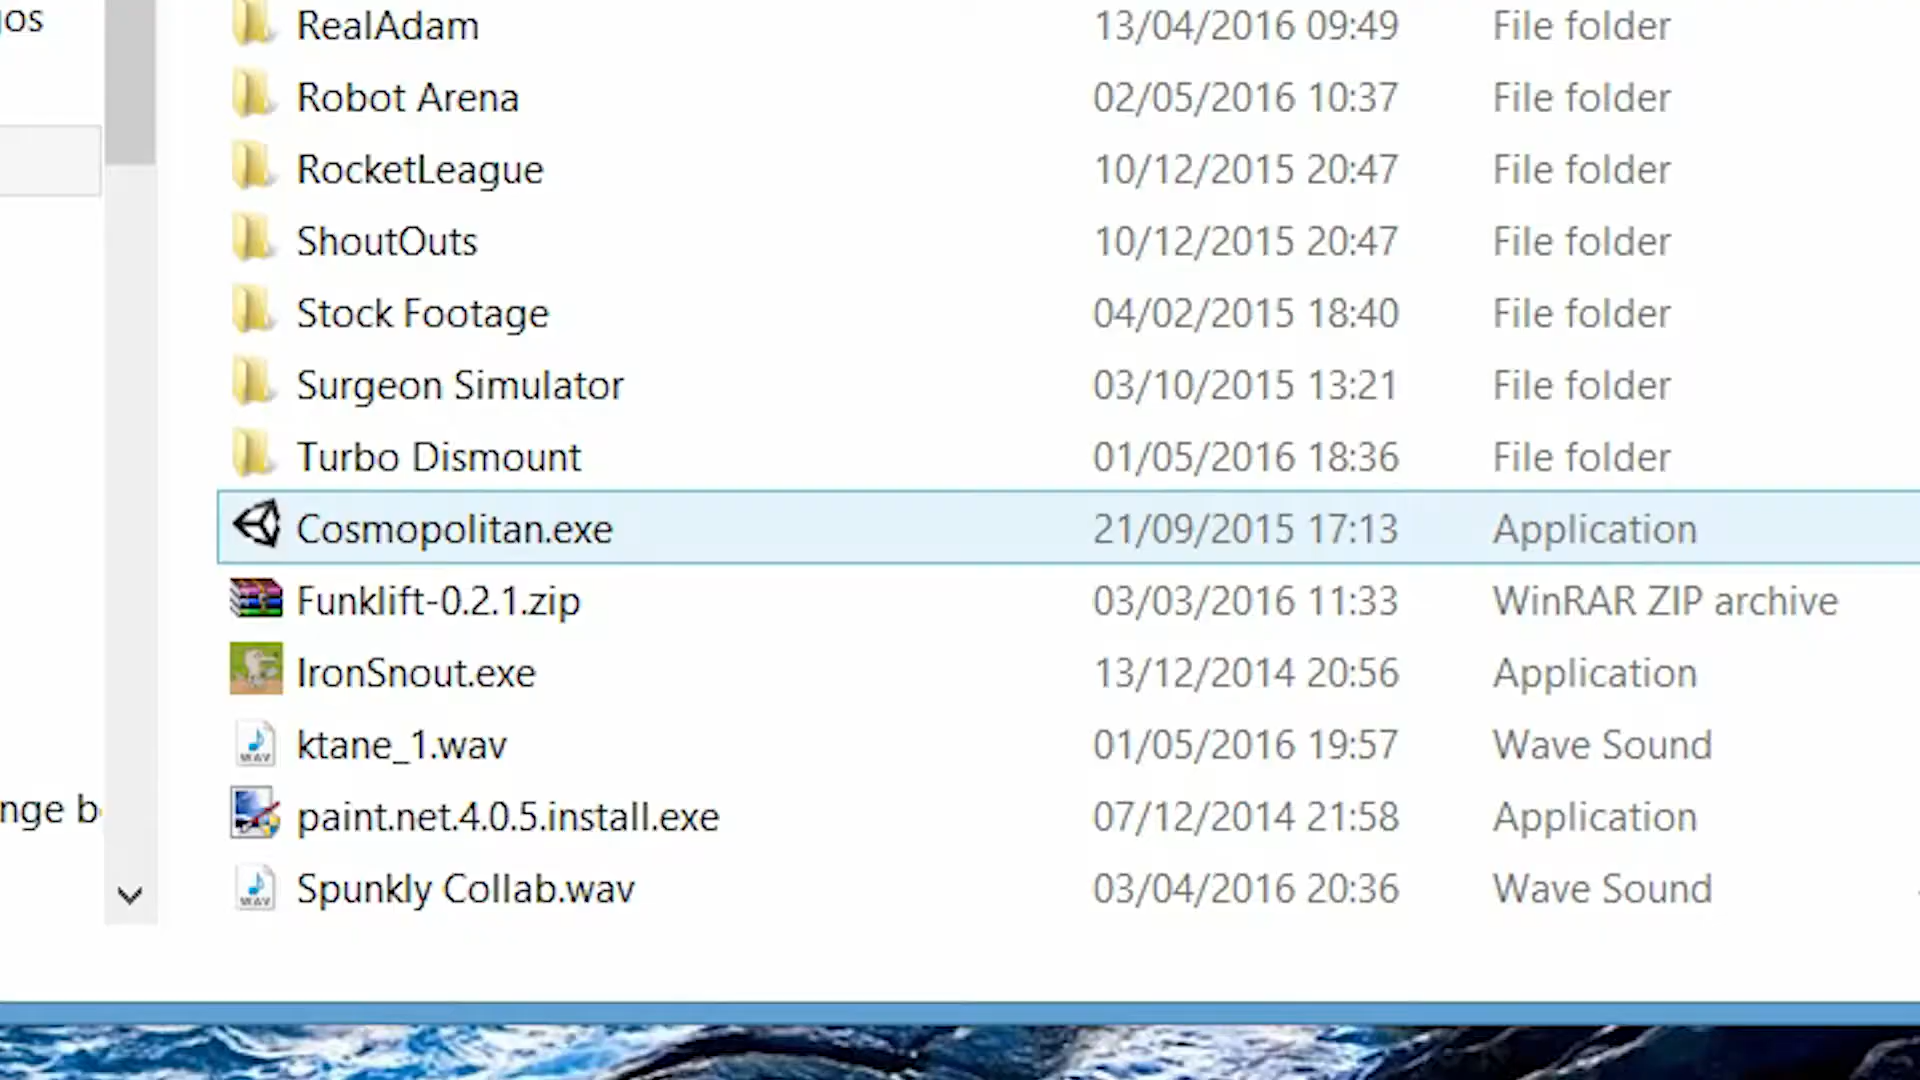 RealAdam 13/04/2016 09:49 File folder
Robot Arena 02/05/2016 10:37 File folder
RocketLeague 10/12/2015 20:47 File folder
ShoutOuts 10/12/2015 20:47 File folder
Stock Footage 04/02/2015 18:40 File folder
Surgeon Simulator 03/10/2015 13:21 File folder
Turbo Dismount 01/05/2016 18:36 File folder
Cosmopolitan.exe 21/09/2015 17:13 Application
Funklift-0.2.1.zip 03/03/2016 11:33 WinRAR ZIP archive
IronSnout.exe 13/12/2014 20:56 Application
WAV ktane_1.wav 01/05/2016 19:57 Wave Sound
paint.net.4.0.5.install.exe 07/12/2014 21:58 Application
WAV Spunkly Collab.wav 03/04/2016 20:36 Wave Sound